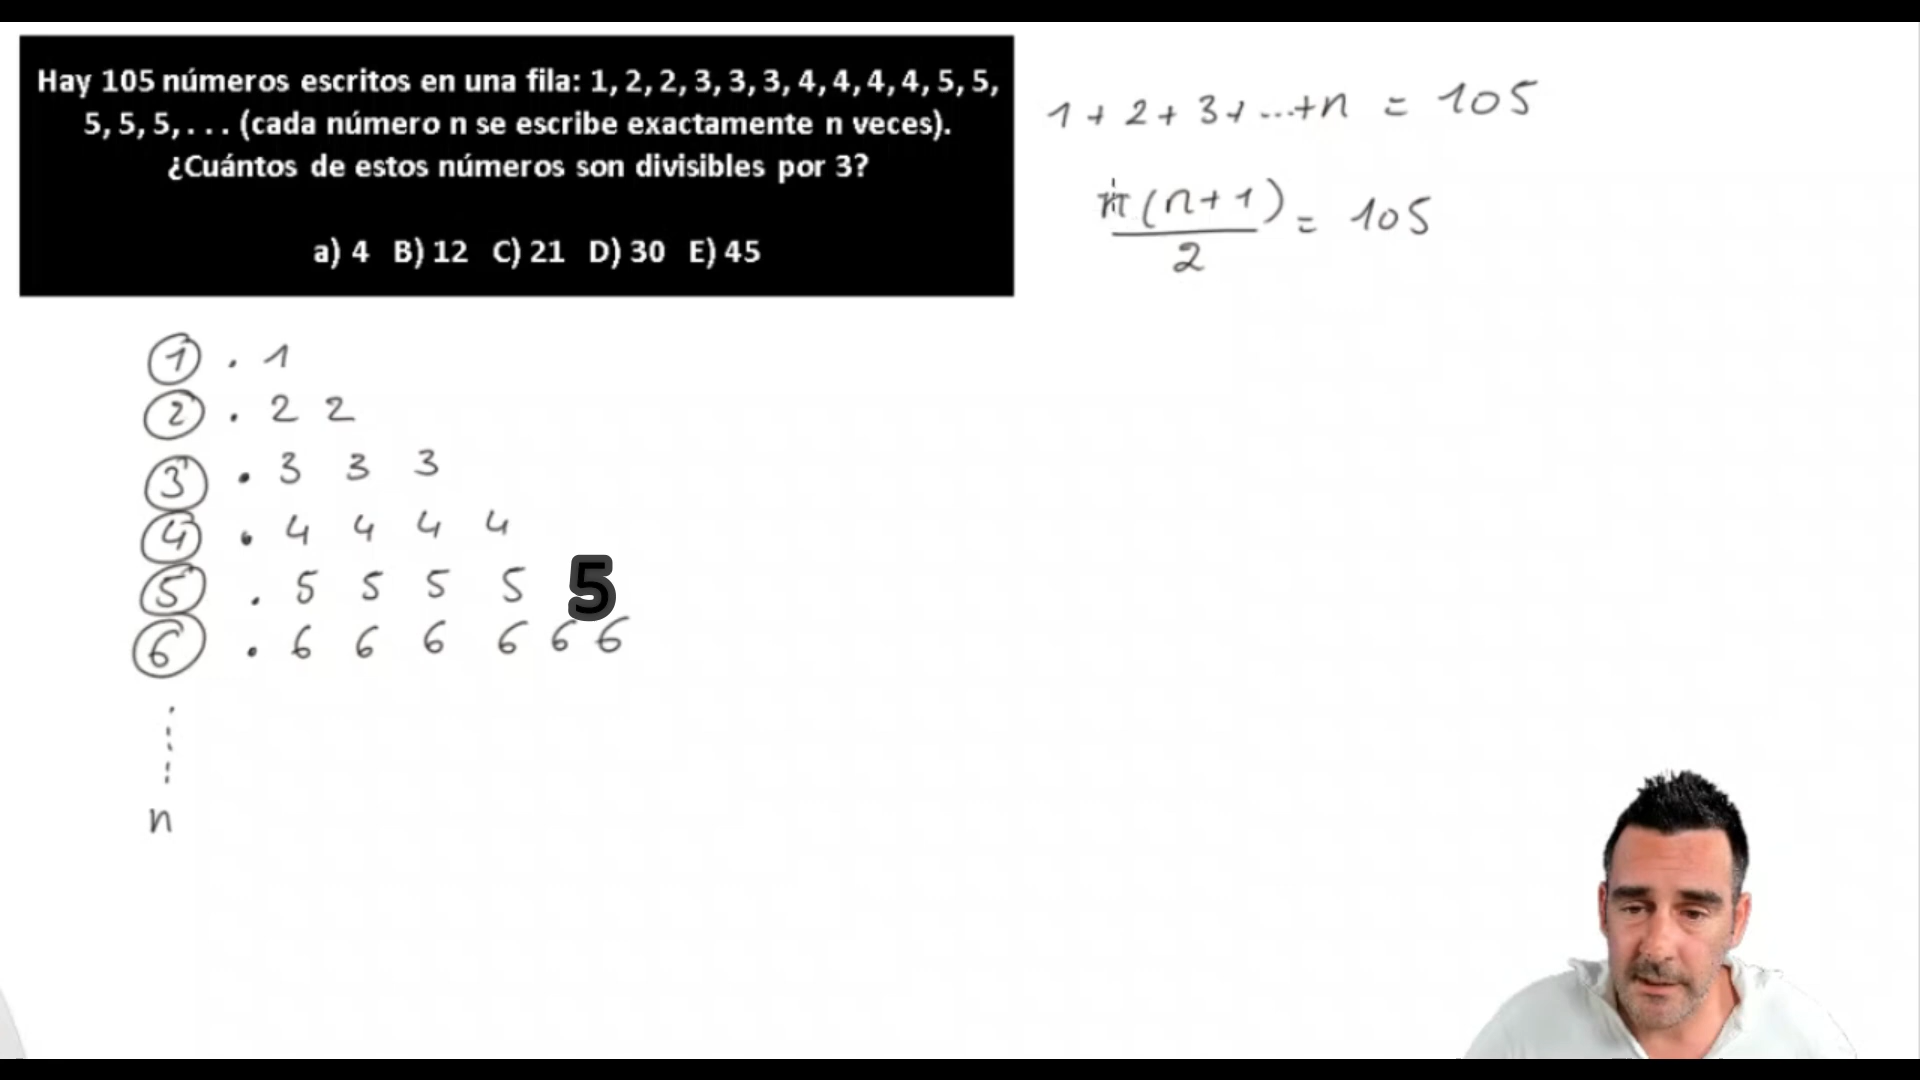 Hay 105 números escritos en una fila: 1, 2, 2, 3, 3, 3, 4, 4, 4, 4, 5, 5,
5, 5, 5, . . . (cada número n se escribe exactamente n veces).
¿Cuántos de estos números son divisibles por 3?
a) 4 B) 12 C) 21 D) 30 E) 45
1 + 2 + 3 + ... + n = 105
n(n+1)/2 = 105
1 . 1
2 . 2 2
3 . 3 3 3
4 . 4 4 4 4
5 . 5 5 5 5 5
6 . 6 6 6 6 6 6
n